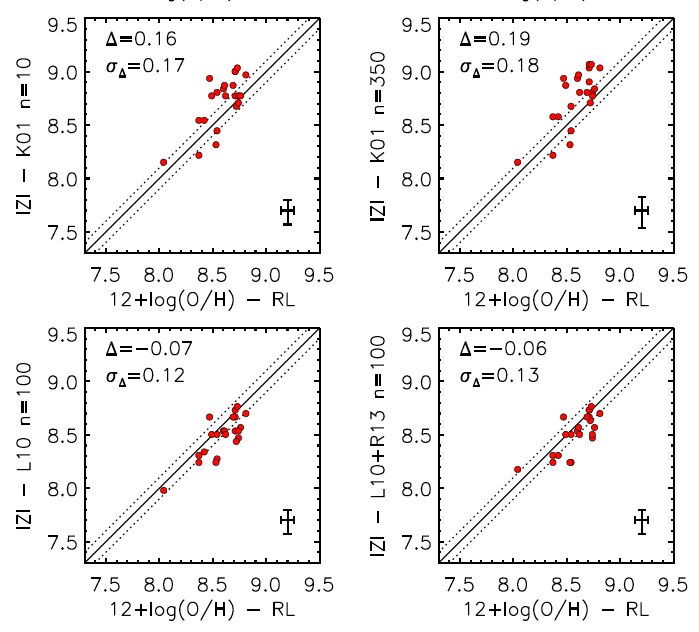 9.5
9.0
8.5
8.0
7.5
IZI − K01 n=10
Δ=0.16
σΔ=0.17
7.5 8.0 8.5 9.0 9.5
12+log(O/H) − RL
9.5
9.0
8.5
8.0
7.5
IZI − K01 n=350
Δ=0.19
σΔ=0.18
7.5 8.0 8.5 9.0 9.5
12+log(O/H) − RL
9.5
9.0
8.5
8.0
7.5
IZI − L10 n=100
Δ=−0.07
σΔ=0.12
7.5 8.0 8.5 9.0 9.5
12+log(O/H) − RL
9.5
9.0
8.5
8.0
7.5
IZI − L10+R13 n=100
Δ=−0.06
σΔ=0.13
7.5 8.0 8.5 9.0 9.5
12+log(O/H) − RL